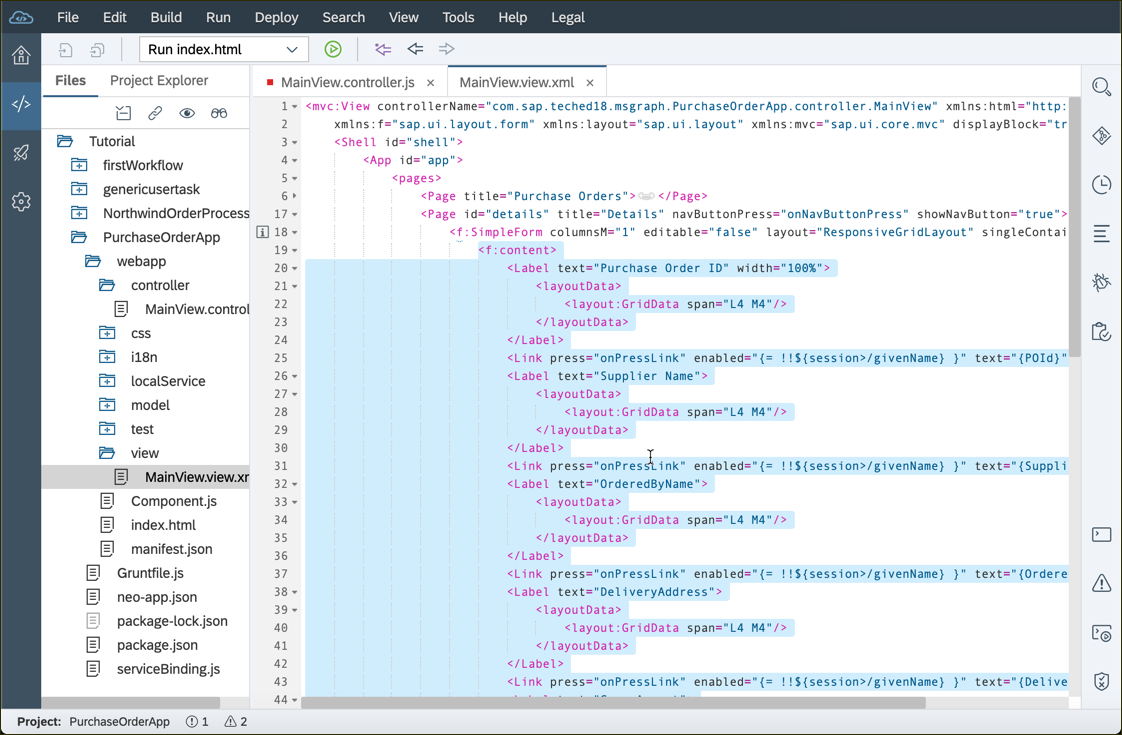 File Edit Build Run Deploy Search View Tools Help Legal
Run index.html
Files Project Explorer
MainView.controller.js × MainView.view.xml ×
Tutorial
firstWorkflow
genericusertask
NorthwindOrderProcess
PurchaseOrderApp
webapp
controller
MainView.control
css
i18n
localService
model
test
view
MainView.view.xr
Component.js
index.html
manifest.json
Gruntfile.js
neo-app.json
package-lock.json
package.json
serviceBinding.js
1 <mvc:View controllerName="com.sap.teched18.msgraph.PurchaseOrderApp.controller.MainView" xmlns:html="http:
2 xmlns:f="sap.ui.layout.form" xmlns:layout="sap.ui.layout" xmlns:mvc="sap.ui.core.mvc" displayBlock="tr
3 <Shell id="shell">
4 <App id="app">
5 <pages>
6 <Page title="Purchase Orders"> </Page>
17 <Page id="details" title="Details" navButtonPress="onNavButtonPress" showNavButton="true">
18 <f:SimpleForm columnsM="1" editable="false" layout="ResponsiveGridLayout" singleContai
19 <f:content>
20 <Label text="Purchase Order ID" width="100%">
21 <layoutData>
22 <layout:GridData span="L4 M4"/>
23 </layoutData>
24 </Label>
25 <Link press="onPressLink" enabled="{= !!${session>/givenName} }" text="{POId}"
26 <Label text="Supplier Name">
27 <layoutData>
28 <layout:GridData span="L4 M4"/>
29 </layoutData>
30 </Label>
31 <Link press="onPressLink" enabled="{= !!${session>/givenName} }" text="{Suppli
32 <Label text="OrderedByName">
33 <layoutData>
34 <layout:GridData span="L4 M4"/>
35 </layoutData>
36 </Label>
37 <Link press="onPressLink" enabled="{= !!${session>/givenName} }" text="{Ordere
38 <Label text="DeliveryAddress">
39 <layoutData>
40 <layout:GridData span="L4 M4"/>
41 </layoutData>
42 </Label>
43 <Link press="onPressLink" enabled="{= !!${session>/givenName} }" text="{Delive
44
Project: PurchaseOrderApp 1 2